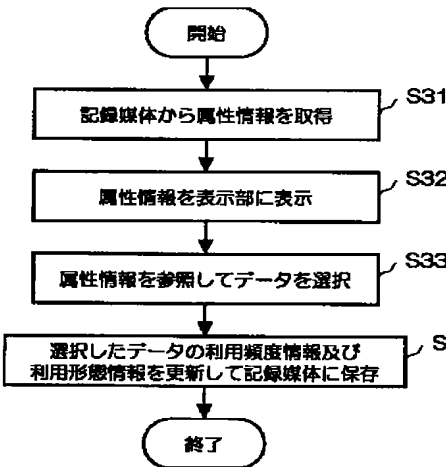 開始
記録媒体から属性情報を取得
S31
属性情報を表示部に表示
S32
属性情報を参照してデータを選択
S33
選択したデータの利用頻度情報及び
利用形態情報を更新して記録媒体に保存
S
終了